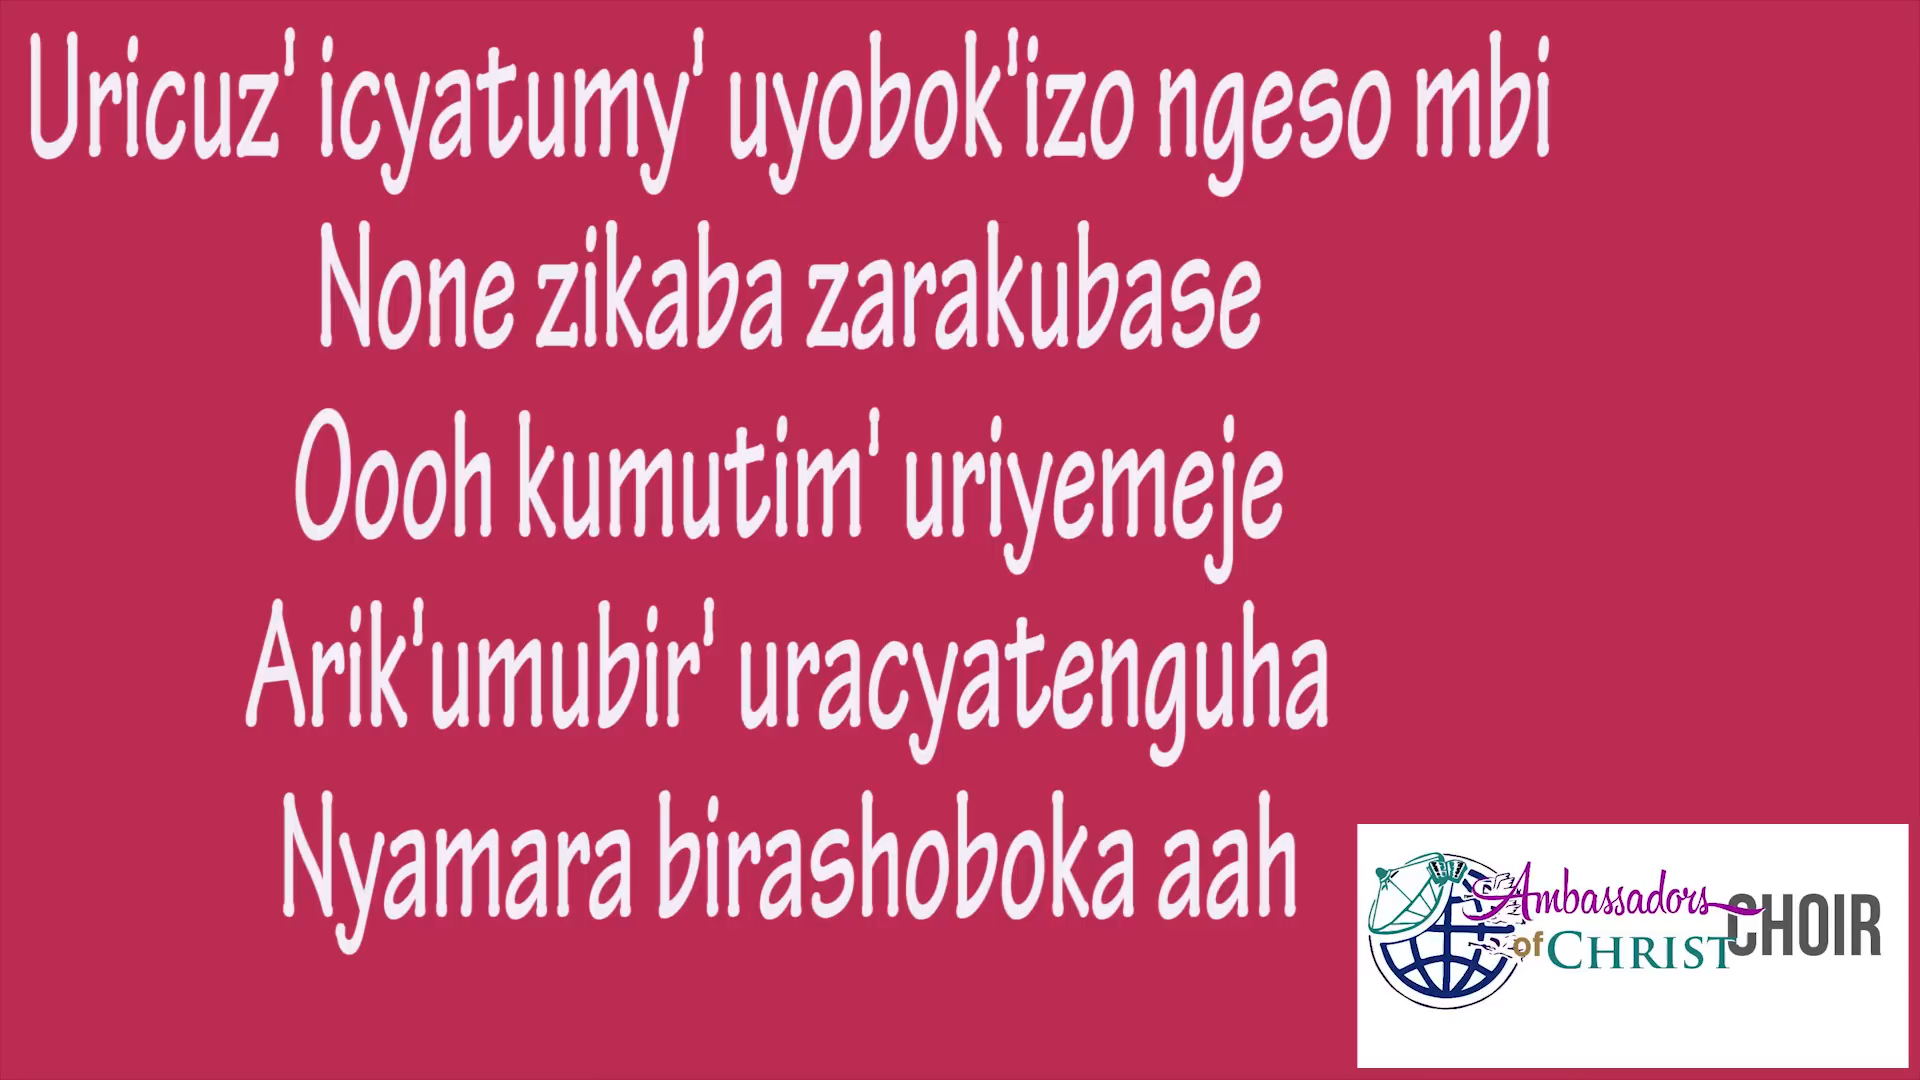 Uricuz' icyatumy' uyobok'izo ngeso mbi
None zikaba zarakubase
Oooh kumutim' uriyemeje
Arik'umubir' uracyatenguha
Nyamara birashoboka aah
Ambassadors
of CHRIST CHOIR